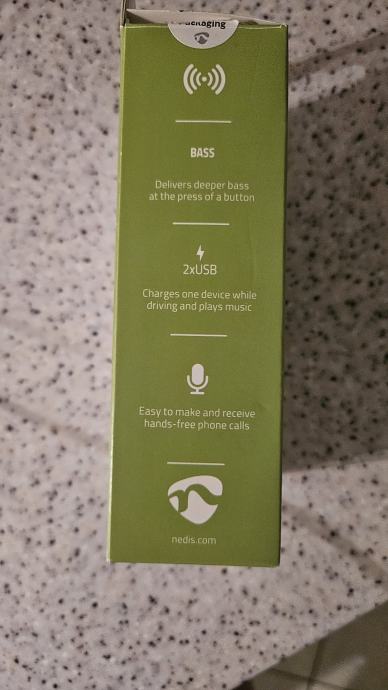 Packaging
BASS
Delivers deeper bass
at the press of a button
2xUSB
Charges one device while
driving and plays music
Easy to make and receive
hands-free phone calls
nedis.com